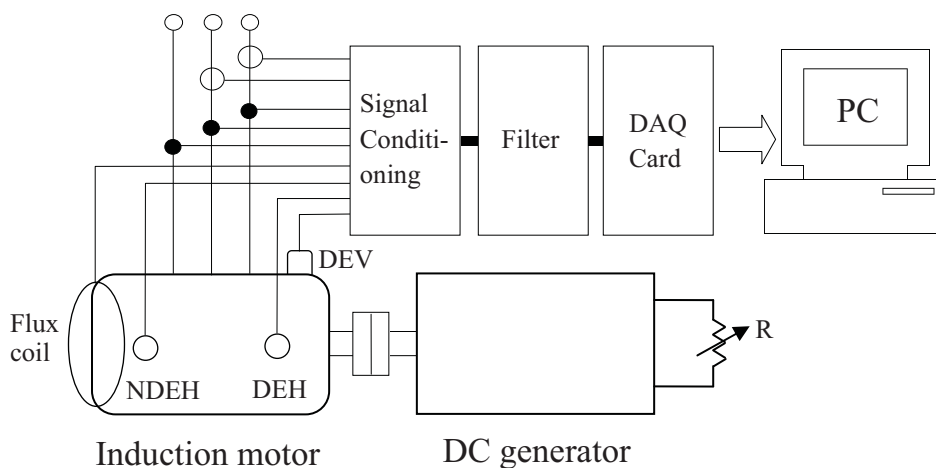 Signal
Conditi-
oning
Filter
DAQ
Card
PC
DEV
Flux
coil
NDEH
DEH
R
Induction motor
DC generator